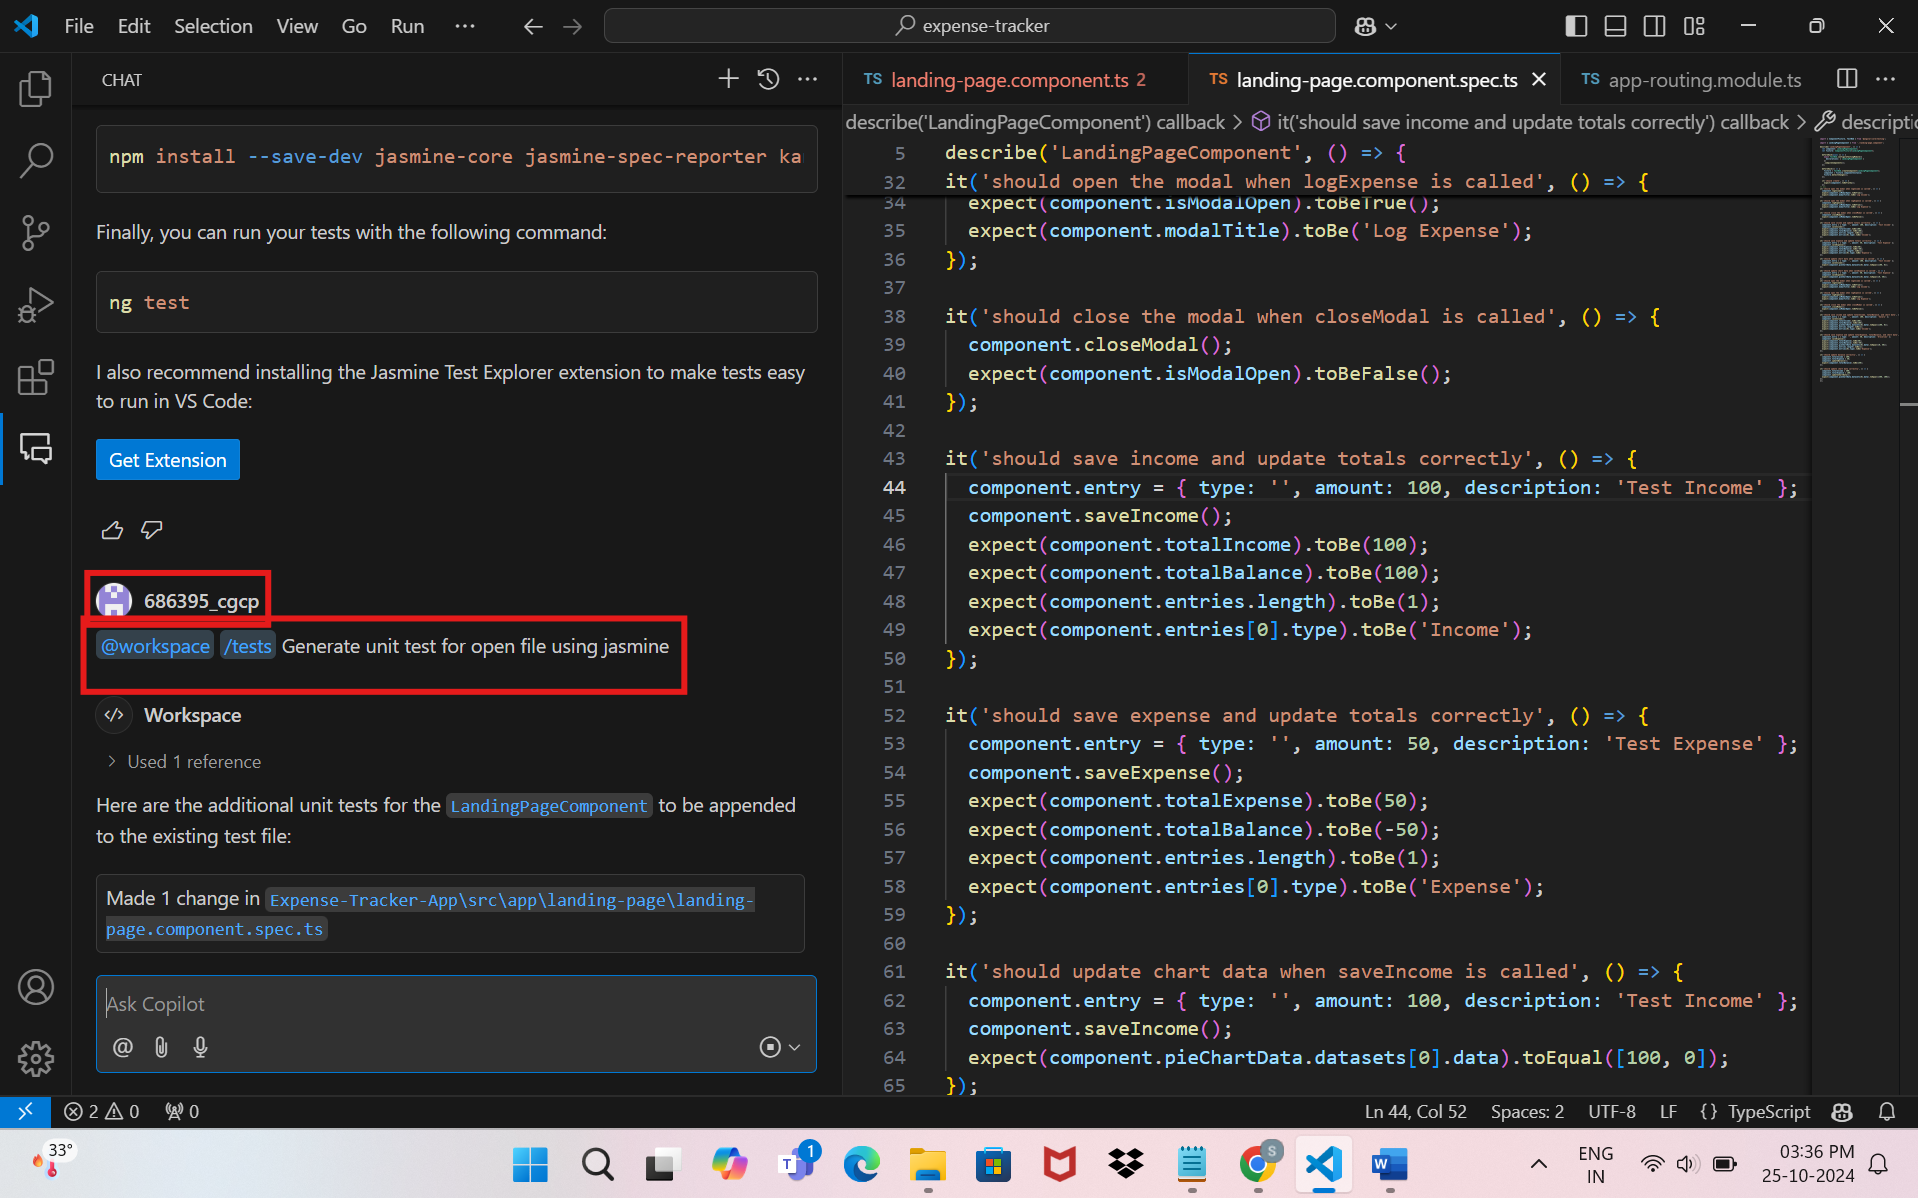 File Edit Selection View Go Run ··· expense-tracker
CHAT
npm install --save-dev jasmine-core jasmine-spec-reporter ka
Finally, you can run your tests with the following command:
ng test
I also recommend installing the Jasmine Test Explorer extension to make tests easy
to run in VS Code:
Get Extension
686395_cgcp
@workspace /tests Generate unit test for open file using jasmine
Workspace
Used 1 reference
Here are the additional unit tests for the LandingPageComponent to be appended
to the existing test file:
Made 1 change in Expense-Tracker-App\src\app\landing-page\landing-
page.component.spec.ts
Ask Copilot
TS landing-page.component.ts 2 TS landing-page.component.spec.ts TS app-routing.module.ts
describe('LandingPageComponent') callback > it('should save income and update totals correctly') callback > descriptio
5 describe('LandingPageComponent', () => {
32 it('should open the modal when logExpense is called', () => {
34 expect(component.isModalOpen).toBeTrue();
35 expect(component.modalTitle).toBe('Log Expense');
36 });
37
38 it('should close the modal when closeModal is called', () => {
39 component.closeModal();
40 expect(component.isModalOpen).toBeFalse();
41 });
42
43 it('should save income and update totals correctly', () => {
44 component.entry = { type: '', amount: 100, description: 'Test Income' };
45 component.saveIncome();
46 expect(component.totalIncome).toBe(100);
47 expect(component.totalBalance).toBe(100);
48 expect(component.entries.length).toBe(1);
49 expect(component.entries[0].type).toBe('Income');
50 });
51
52 it('should save expense and update totals correctly', () => {
53 component.entry = { type: '', amount: 50, description: 'Test Expense' };
54 component.saveExpense();
55 expect(component.totalExpense).toBe(50);
56 expect(component.totalBalance).toBe(-50);
57 expect(component.entries.length).toBe(1);
58 expect(component.entries[0].type).toBe('Expense');
59 });
60
61 it('should update chart data when saveIncome is called', () => {
62 component.entry = { type: '', amount: 100, description: 'Test Income' };
63 component.saveIncome();
64 expect(component.pieChartData.datasets[0].data).toEqual([100, 0]);
65 });
2 0 0 Ln 44, Col 52 Spaces: 2 UTF-8 LF {} TypeScript
33° 1 S ENG 03:36 PM
IN 25-10-2024